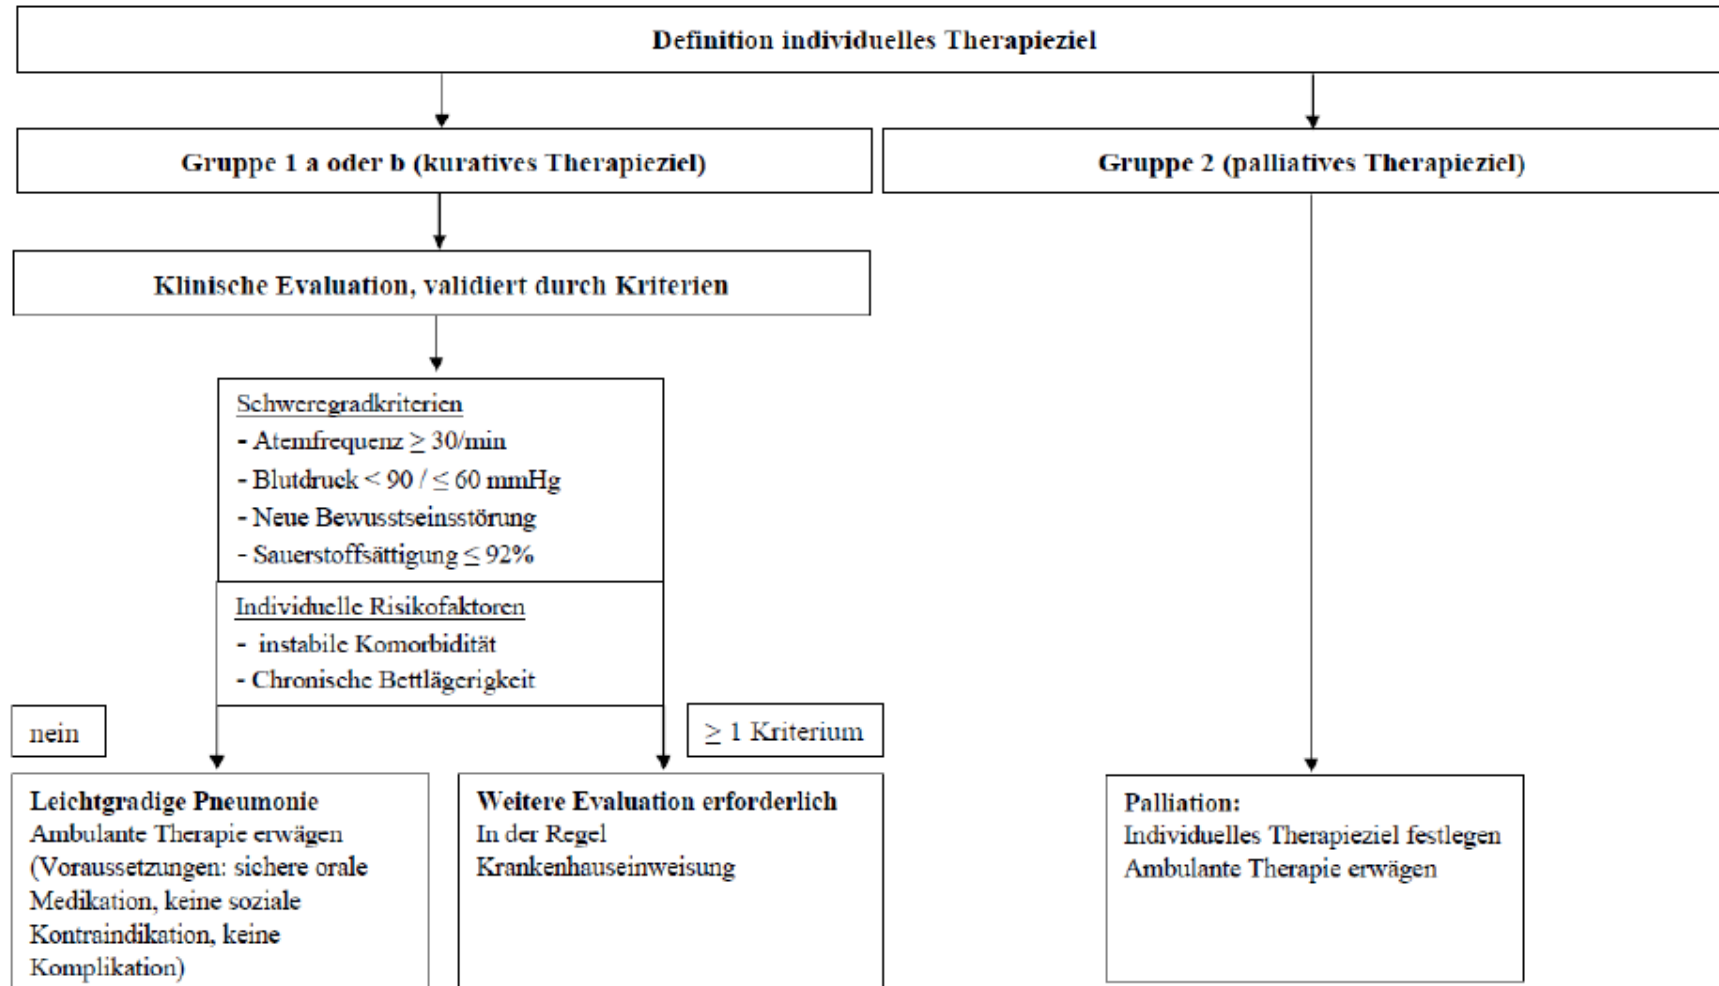 Definition individuelles Therapieziel
Gruppe 1 a oder b (kuratives Therapieziel)
Gruppe 2 (palliatives Therapieziel)
Klinische Evaluation, validiert durch Kriterien
Schweregradkriterien
- Atemfrequenz ≥ 30/min
- Blutdruck < 90 / ≤ 60 mmHg
- Neue Bewusstseinsstörung
- Sauerstoffsättigung ≤ 92%
Individuelle Risikofaktoren
- instabile Komorbidität
- Chronische Bettlägerigkeit
nein
≥ 1 Kriterium
Leichtgradige Pneumonie
Ambulante Therapie erwägen
(Voraussetzungen: sichere orale
Medikation, keine soziale
Kontraindikation, keine
Komplikation)
Weitere Evaluation erforderlich
In der Regel
Krankenhauseinweisung
Palliation:
Individuelles Therapieziel festlegen
Ambulante Therapie erwägen